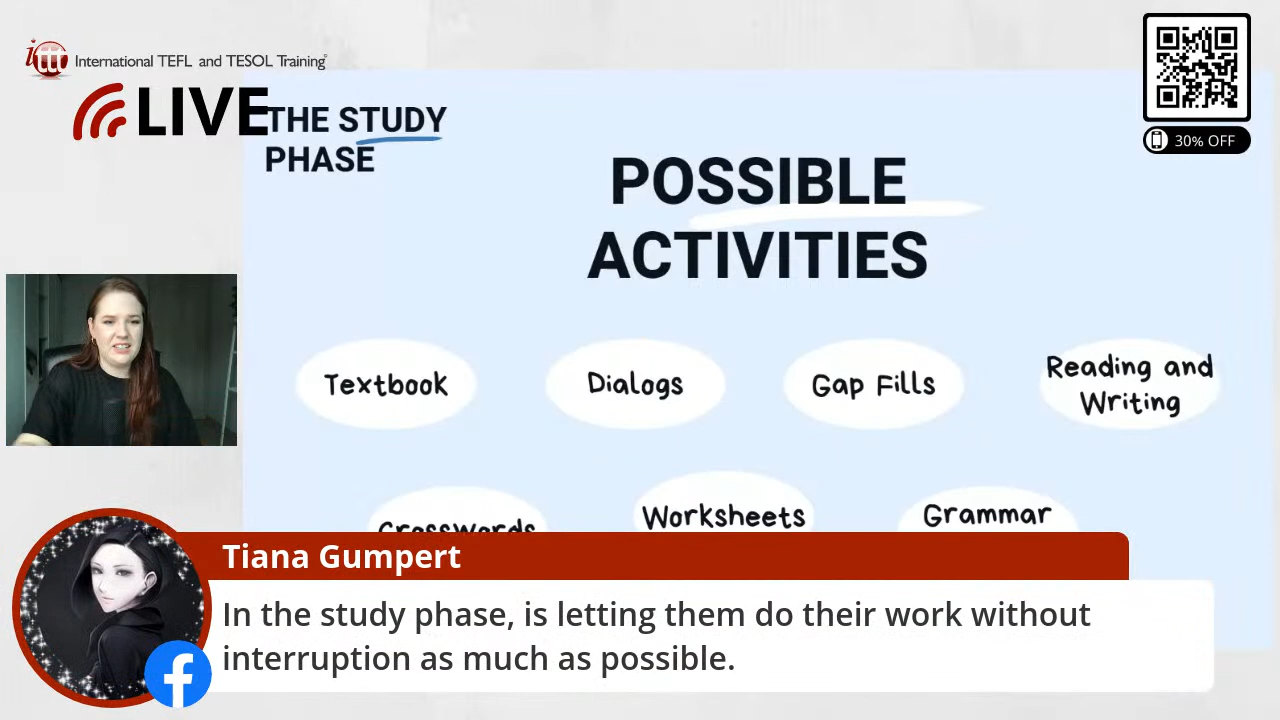 ittt International TEFL and TESOL Training
LIVE
THE STUDY
PHASE
30% OFF
POSSIBLE
ACTIVITIES
Textbook
Dialogs
Gap Fills
Reading and
Writing
Crosswords
Worksheets
Grammar
Tiana Gumpert
In the study phase, is letting them do their work without
interruption as much as possible.